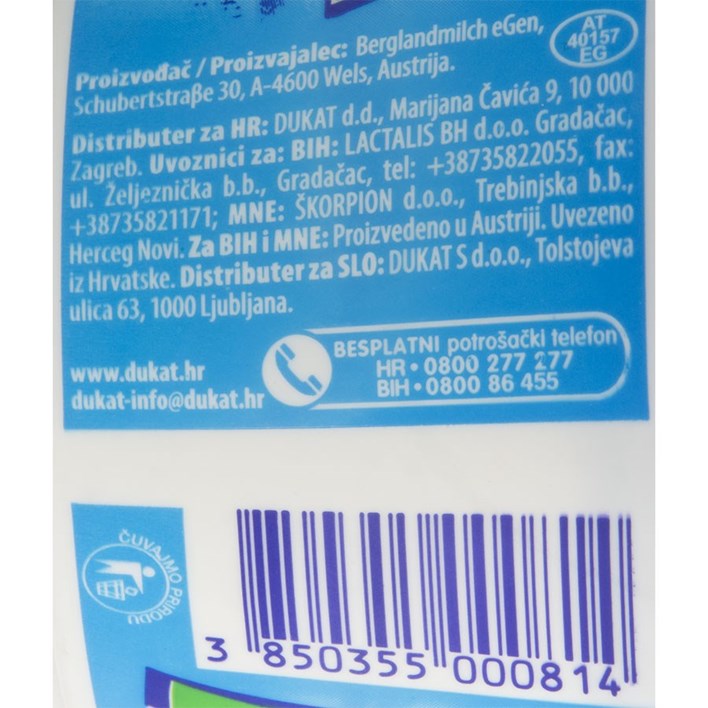 Proizvođač / Proizvajalec: Berglandmilch eGen,
Schubertstraße 30, A-4600 Wels, Austrija.
AT
40157
EG
Distributer za HR: DUKAT d.d., Marijana Čavića 9, 10 000
Zagreb. Uvoznici za: BIH: LACTALIS BH d.o.o. Gradačac,
ul. Željeznička b.b., Gradačac, tel: +38735822055, fax:
+38735821171; MNE: ŠKORPION d.o.o., Trebinjska b.b.,
Herceg Novi. Za BIH i MNE: Proizvedeno u Austriji. Uvezeno
iz Hrvatske. Distributer za SLO: DUKAT S d.o.o., Tolstojeva
ulica 63, 1000 Ljubljana.
www.dukat.hr
dukat-info@dukat.hr
BESPLATNI potrošački telefon
HR • 0800 277 277
BIH • 0800 86 455
ČUVAJMO PRIRODU
3 850355 000814